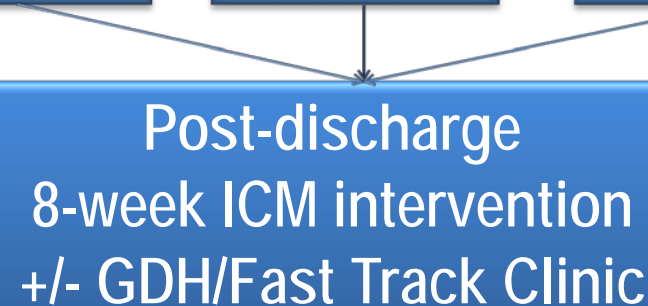 Post-discharge
8-week ICM intervention
+/- GDH/Fast Track Clinic